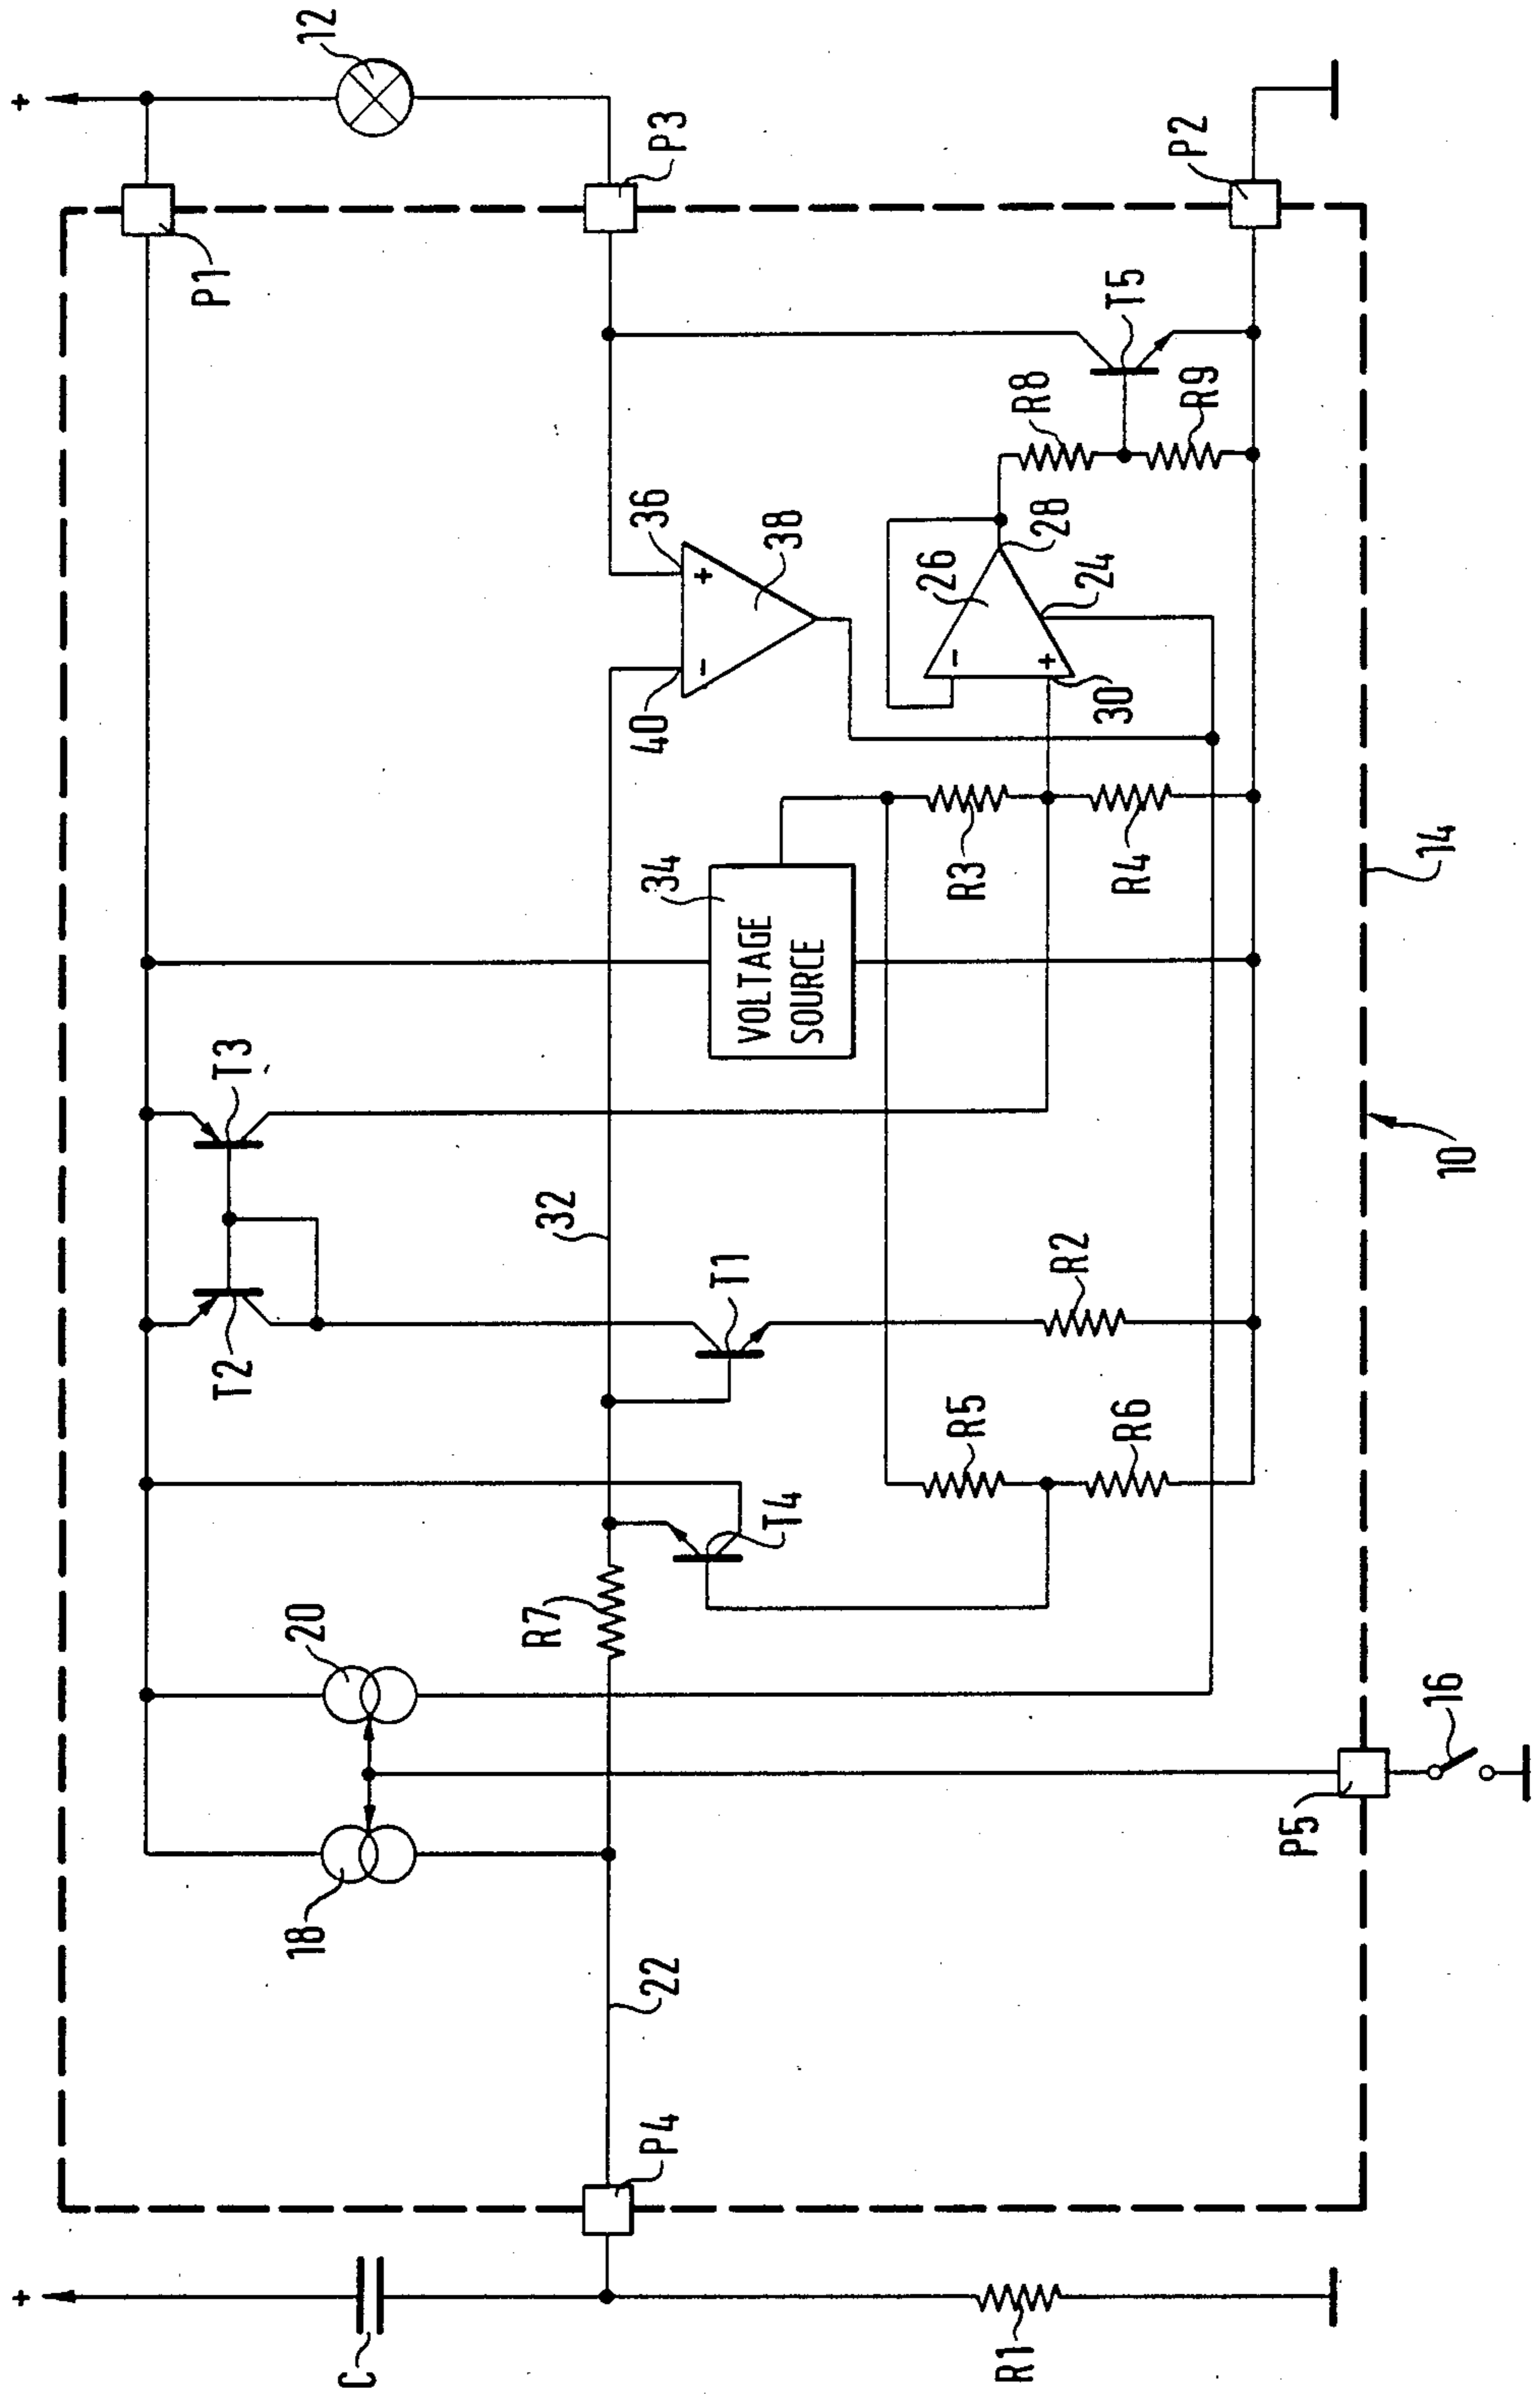 +
+
P1
T2
T3
18
20
12
R7
32
P4
22
40
34
36
P3
-
+
T1
VOLTAGE
SOURCE
38
T4
C
26
-
R5
R3
28
R8
R1
+
R2
24
R6
R4
30
T5
R9
P2
P5
16
10
14